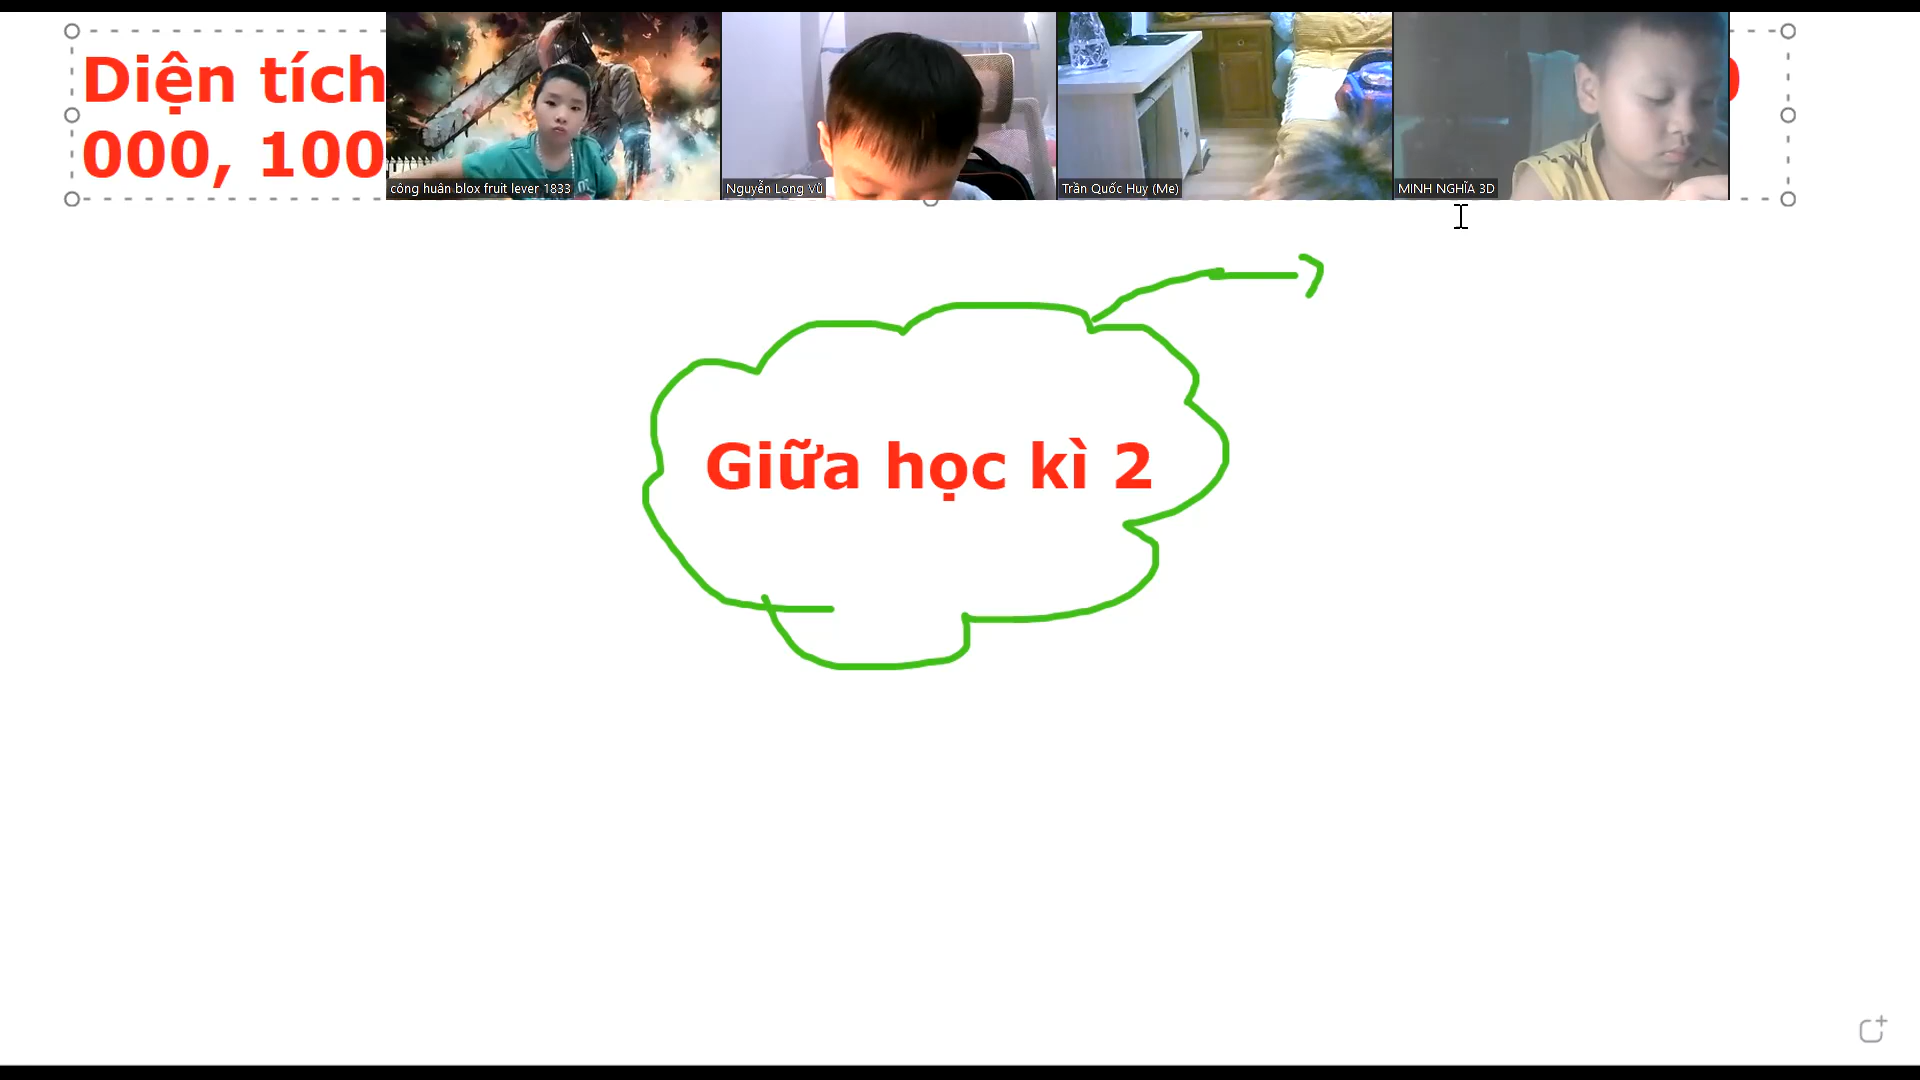 Diện tích
000, 100
công huân blox fruit lever 1833
Nguyễn Long Vũ
Trần Quốc Huy (Me)
MINH NGHĨA 3D
Giữa học kì 2